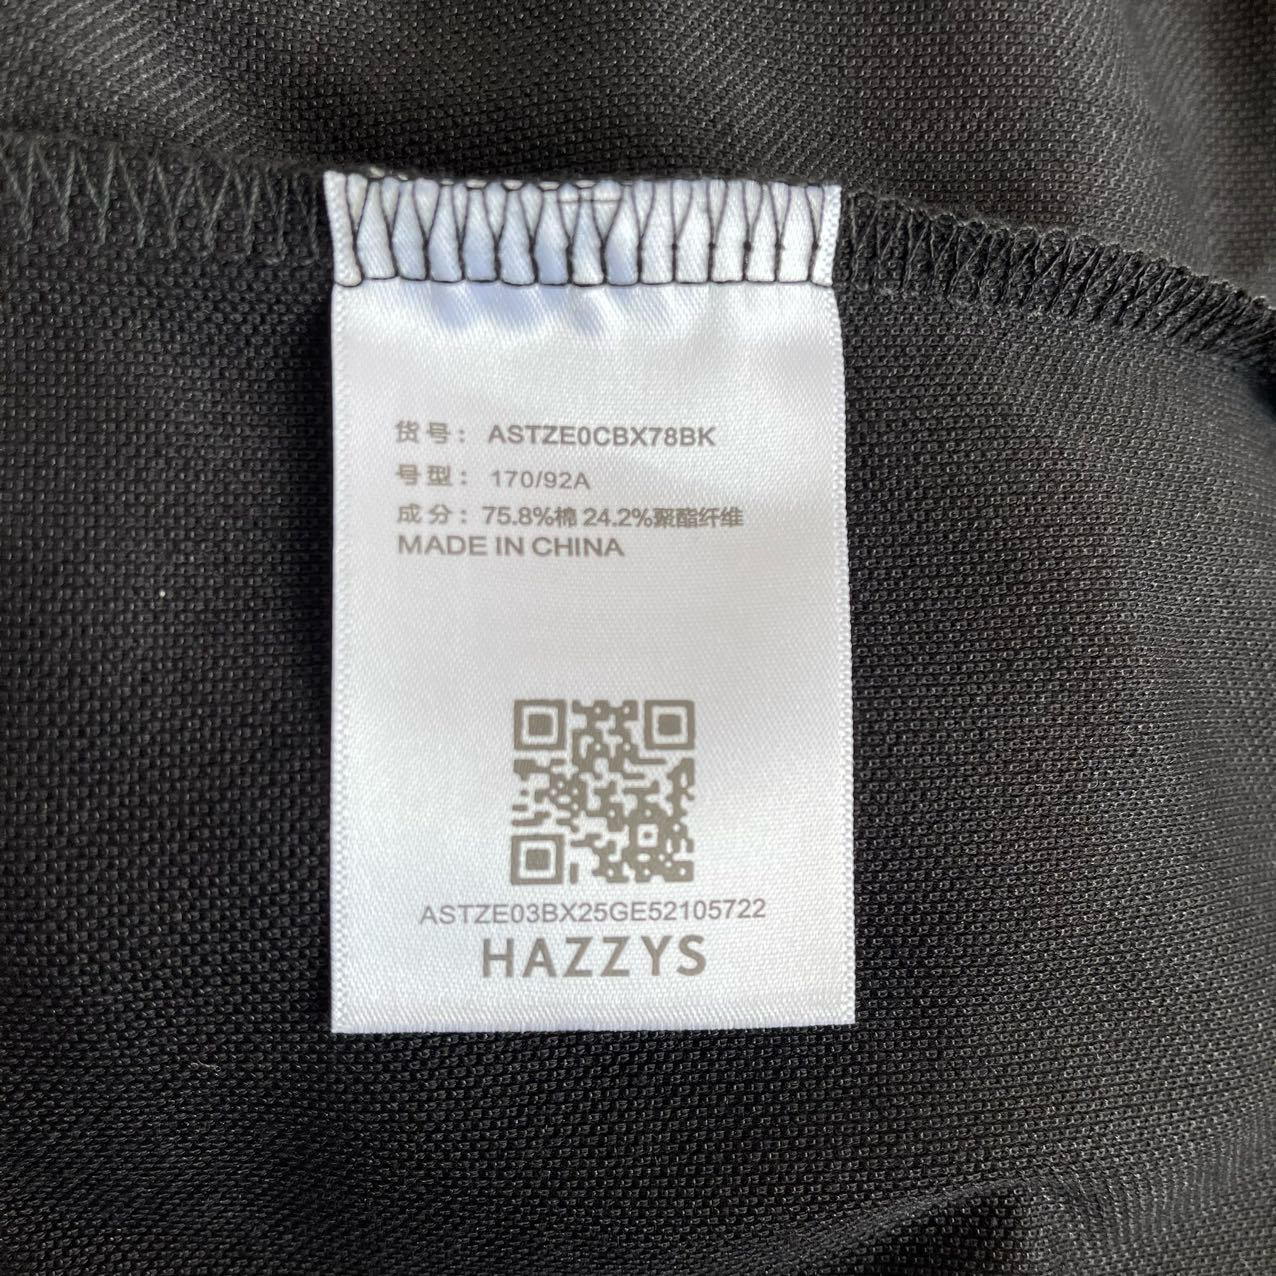 货号： ASTZE0CBX78BK
号型： 170/92A
成分：75.8%棉 24.2%聚酯纤维
MADE IN CHINA
ASTZE03BX25GE52105722
HAZZYS